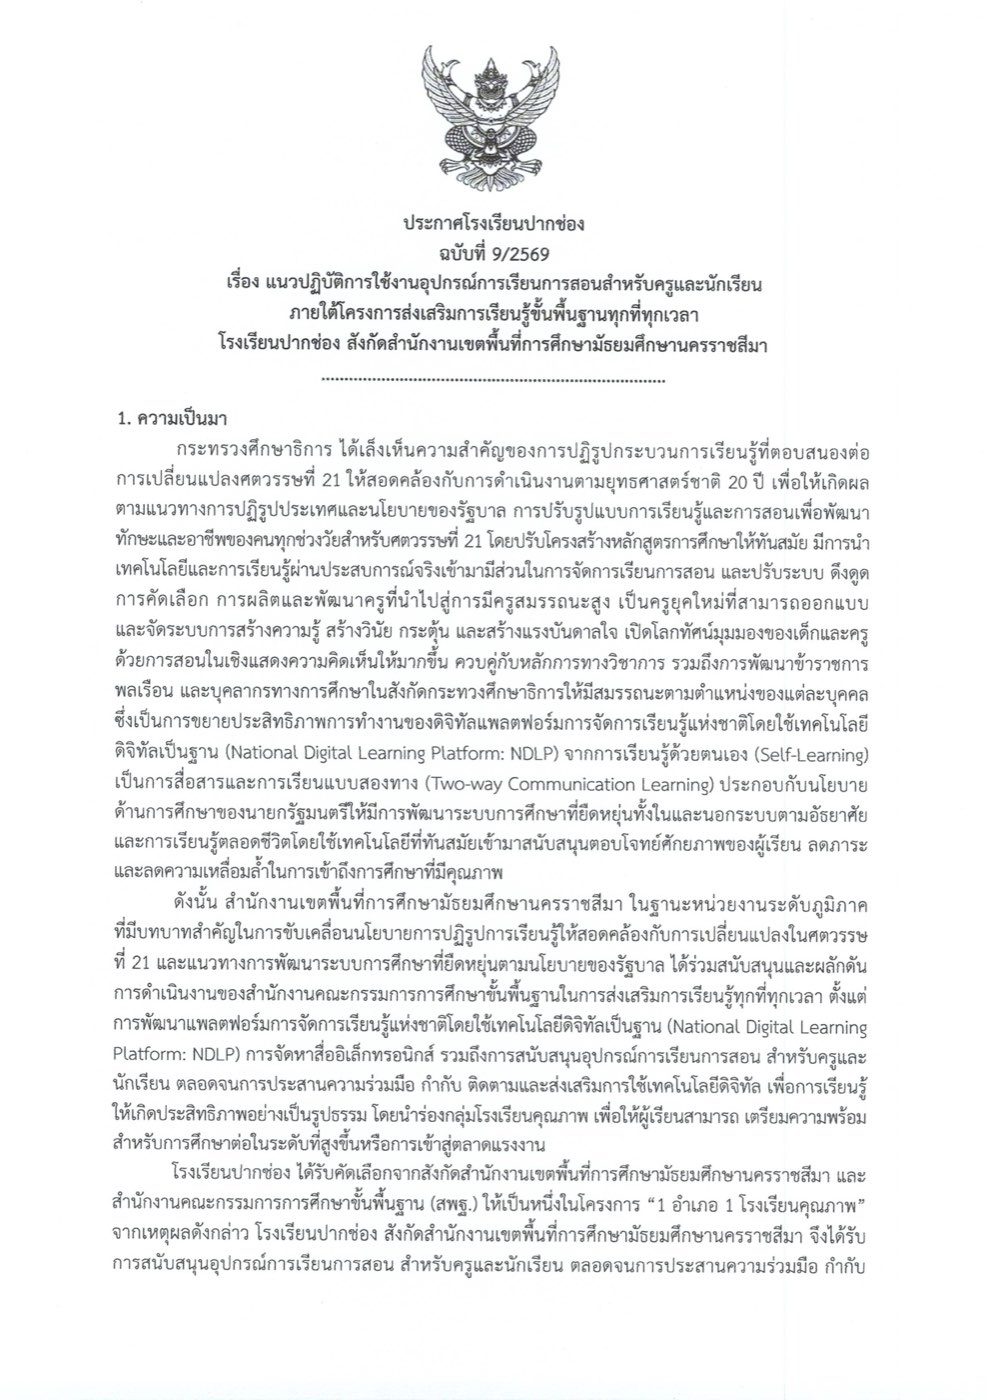 ประกาศโรงเรียนปากช่อง
ฉบับที่ 9/2569
เรื่อง แนวปฏิบัติการใช้งานอุปกรณ์การเรียนการสอนสำหรับครูและนักเรียน
ภายใต้โครงการส่งเสริมการเรียนรู้ขั้นพื้นฐานทุกที่ทุกเวลา
โรงเรียนปากช่อง สังกัดสำนักงานเขตพื้นที่การศึกษามัธยมศึกษานครราชสีมา
............................................................................
1. ความเป็นมา
กระทรวงศึกษาธิการ ได้เล็งเห็นความสำคัญของการปฏิรูปกระบวนการเรียนรู้ที่ตอบสนองต่อ
การเปลี่ยนแปลงศตวรรษที่ 21 ให้สอดคล้องกับการดำเนินงานตามยุทธศาสตร์ชาติ 20 ปี เพื่อให้เกิดผล
ตามแนวทางการปฏิรูปประเทศและนโยบายของรัฐบาล การปรับรูปแบบการเรียนรู้และการสอนเพื่อพัฒนา
ทักษะและอาชีพของคนทุกช่วงวัยสำหรับศตวรรษที่ 21 โดยปรับโครงสร้างหลักสูตรการศึกษาให้ทันสมัย มีการนำ
เทคโนโลยีและการเรียนรู้ผ่านประสบการณ์จริงเข้ามามีส่วนในการจัดการเรียนการสอน และปรับระบบ ดึงดูด
การคัดเลือก การผลิตและพัฒนาครูที่นำไปสู่การมีครูสมรรถนะสูง เป็นครูยุคใหม่ที่สามารถออกแบบ
และจัดระบบการสร้างความรู้ สร้างวินัย กระตุ้น และสร้างแรงบันดาลใจ เปิดโลกทัศน์มุมมองของเด็กและครู
ด้วยการสอนในเชิงแสดงความคิดเห็นให้มากขึ้น ควบคู่กับหลักการทางวิชาการ รวมถึงการพัฒนาข้าราชการ
พลเรือน และบุคลากรทางการศึกษาในสังกัดกระทวงศึกษาธิการให้มีสมรรถนะตามตำแหน่งของแต่ละบุคคล
ซึ่งเป็นการขยายประสิทธิภาพการทำงานของดิจิทัลแพลตฟอร์มการจัดการเรียนรู้แห่งชาติโดยใช้เทคโนโลยี
ดิจิทัลเป็นฐาน (National Digital Learning Platform: NDLP) จากการเรียนรู้ด้วยตนเอง (Self-Learning)
เป็นการสื่อสารและการเรียนแบบสองทาง (Two-way Communication Learning) ประกอบกับนโยบาย
ด้านการศึกษาของนายกรัฐมนตรีให้มีการพัฒนาระบบการศึกษาที่ยืดหยุ่นทั้งในและนอกระบบตามอัธยาศัย
และการเรียนรู้ตลอดชีวิตโดยใช้เทคโนโลยีที่ทันสมัยเข้ามาสนับสนุนตอบโจทย์ศักยภาพของผู้เรียน ลดภาระ
และลดความเหลื่อมล้ำในการเข้าถึงการศึกษาที่มีคุณภาพ
ดังนั้น สำนักงานเขตพื้นที่การศึกษามัธยมศึกษานครราชสีมา ในฐานะหน่วยงานระดับภูมิภาค
ที่มีบทบาทสำคัญในการขับเคลื่อนนโยบายการปฏิรูปการเรียนรู้ให้สอดคล้องกับการเปลี่ยนแปลงในศตวรรษ
ที่ 21 และแนวทางการพัฒนาระบบการศึกษาที่ยืดหยุ่นตามนโยบายของรัฐบาล ได้ร่วมสนับสนุนและผลักดัน
การดำเนินงานของสำนักงานคณะกรรมการการศึกษาขั้นพื้นฐานในการส่งเสริมการเรียนรู้ทุกที่ทุกเวลา ตั้งแต่
การพัฒนาแพลตฟอร์มการจัดการเรียนรู้แห่งชาติโดยใช้เทคโนโลยีดิจิทัลเป็นฐาน (National Digital Learning
Platform: NDLP) การจัดหาสื่ออิเล็กทรอนิกส์ รวมถึงการสนับสนุนอุปกรณ์การเรียนการสอน สำหรับครูและ
นักเรียน ตลอดจนการประสานความร่วมมือ กำกับ ติดตามและส่งเสริมการใช้เทคโนโลยีดิจิทัล เพื่อการเรียนรู้
ให้เกิดประสิทธิภาพอย่างเป็นรูปธรรม โดยนำร่องกลุ่มโรงเรียนคุณภาพ เพื่อให้ผู้เรียนสามารถ เตรียมความพร้อม
สำหรับการศึกษาต่อในระดับที่สูงขึ้นหรือการเข้าสู่ตลาดแรงงาน
โรงเรียนปากช่อง ได้รับคัดเลือกจากสังกัดสำนักงานเขตพื้นที่การศึกษามัธยมศึกษานครราชสีมา และ
สำนักงานคณะกรรมการการศึกษาขั้นพื้นฐาน (สพฐ.) ให้เป็นหนึ่งในโครงการ “1 อำเภอ 1 โรงเรียนคุณภาพ”
จากเหตุผลดังกล่าว โรงเรียนปากช่อง สังกัดสำนักงานเขตพื้นที่การศึกษามัธยมศึกษานครราชสีมา จึงได้รับ
การสนับสนุนอุปกรณ์การเรียนการสอน สำหรับครูและนักเรียน ตลอดจนการประสานความร่วมมือ กำกับ